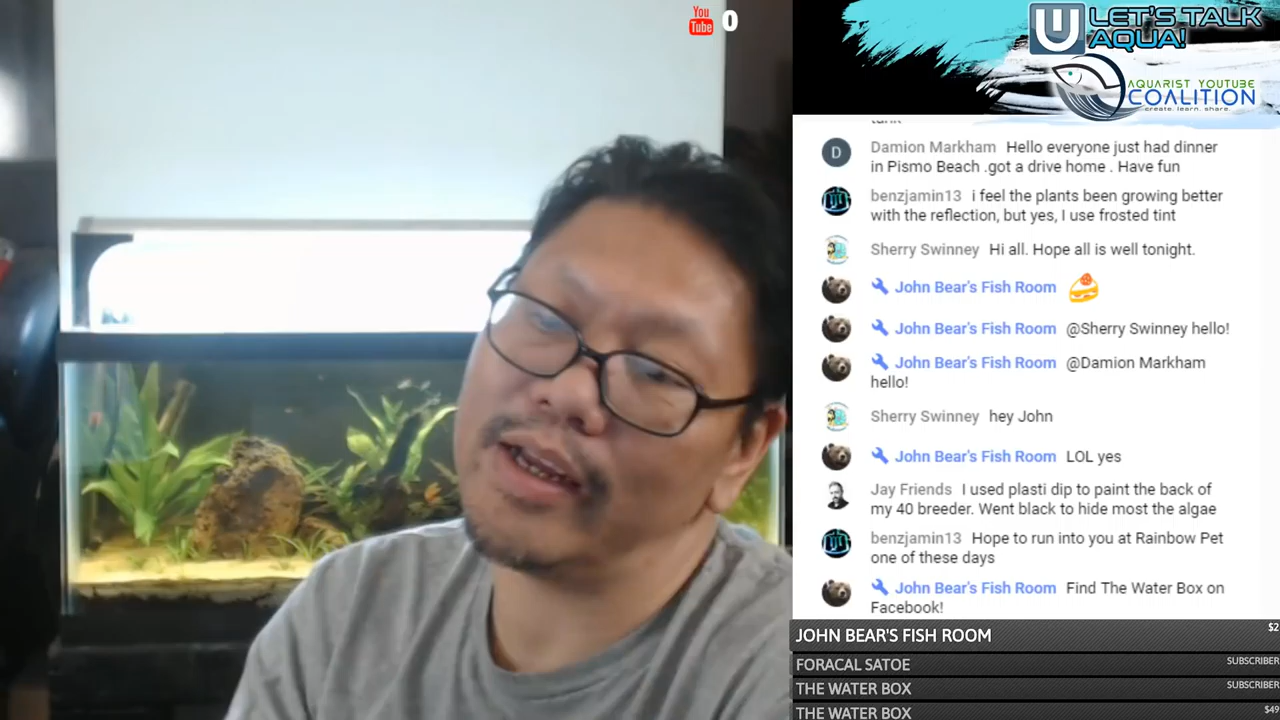 You
Tube 0
LET'S TALK
AQUA!
AQUARIST YOUTUBE
COALITION
create. learn. share.
tank
D Damion Markham Hello everyone just had dinner
in Pismo Beach .got a drive home . Have fun
benzjamin13 i feel the plants been growing better
with the reflection, but yes, I use frosted tint
Sherry Swinney Hi all. Hope all is well tonight.
John Bear's Fish Room
John Bear's Fish Room @Sherry Swinney hello!
John Bear's Fish Room @Damion Markham
hello!
Sherry Swinney hey John
John Bear's Fish Room LOL yes
Jay Friends I used plasti dip to paint the back of
my 40 breeder. Went black to hide most the algae
benzjamin13 Hope to run into you at Rainbow Pet
one of these days
John Bear's Fish Room Find The Water Box on
Facebook!
JOHN BEAR'S FISH ROOM $2
FORACAL SATOE SUBSCRIBER
THE WATER BOX SUBSCRIBER
THE WATER BOX $49